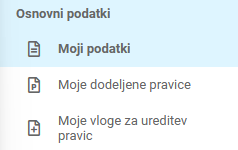 Osnovni podatki
Moji podatki
Moje dodeljene pravice
Moje vloge za ureditev
pravic